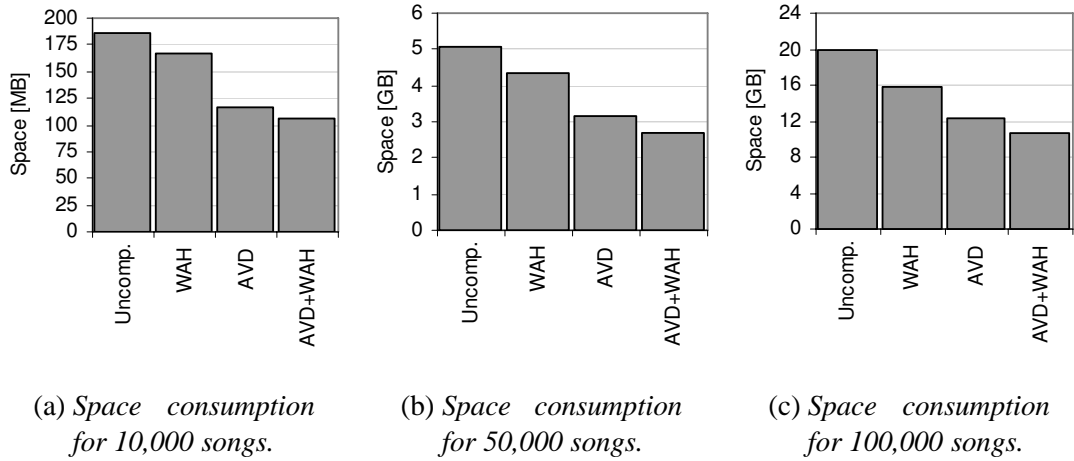 200
175
150
125
100
75
50
25
0
Space [MB]
Uncomp.
WAH
AVD
AVD+WAH
(a) Space consumption
for 10,000 songs.
6
5
4
3
2
1
0
Space [GB]
Uncomp.
WAH
AVD
AVD+WAH
(b) Space consumption
for 50,000 songs.
24
20
16
12
8
4
0
Space [GB]
Uncomp.
WAH
AVD
AVD+WAH
(c) Space consumption
for 100,000 songs.